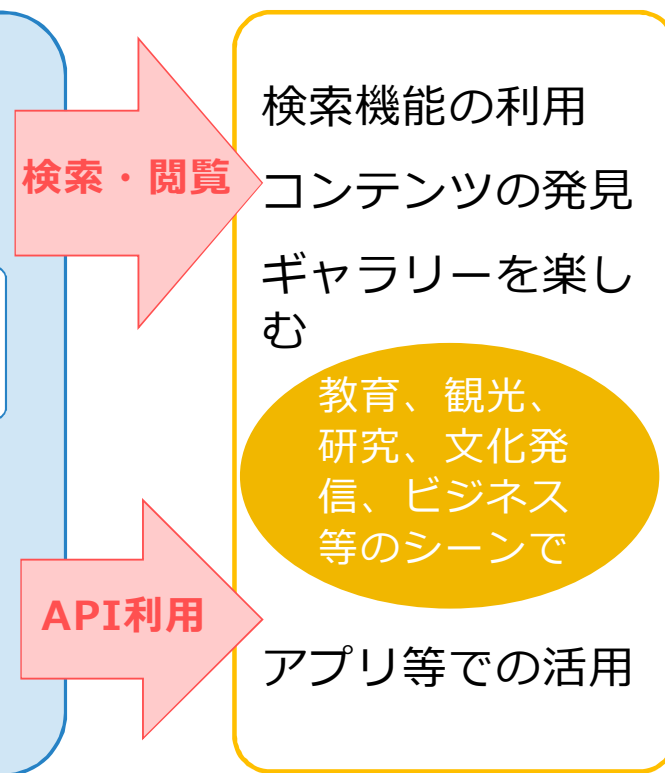 検索・閲覧
検索機能の利用
コンテンツの発見
ギャラリーを楽し
む
教育、観光、
研究、文化発
信、ビジネス
等のシーンで
API利用
アプリ等での活用